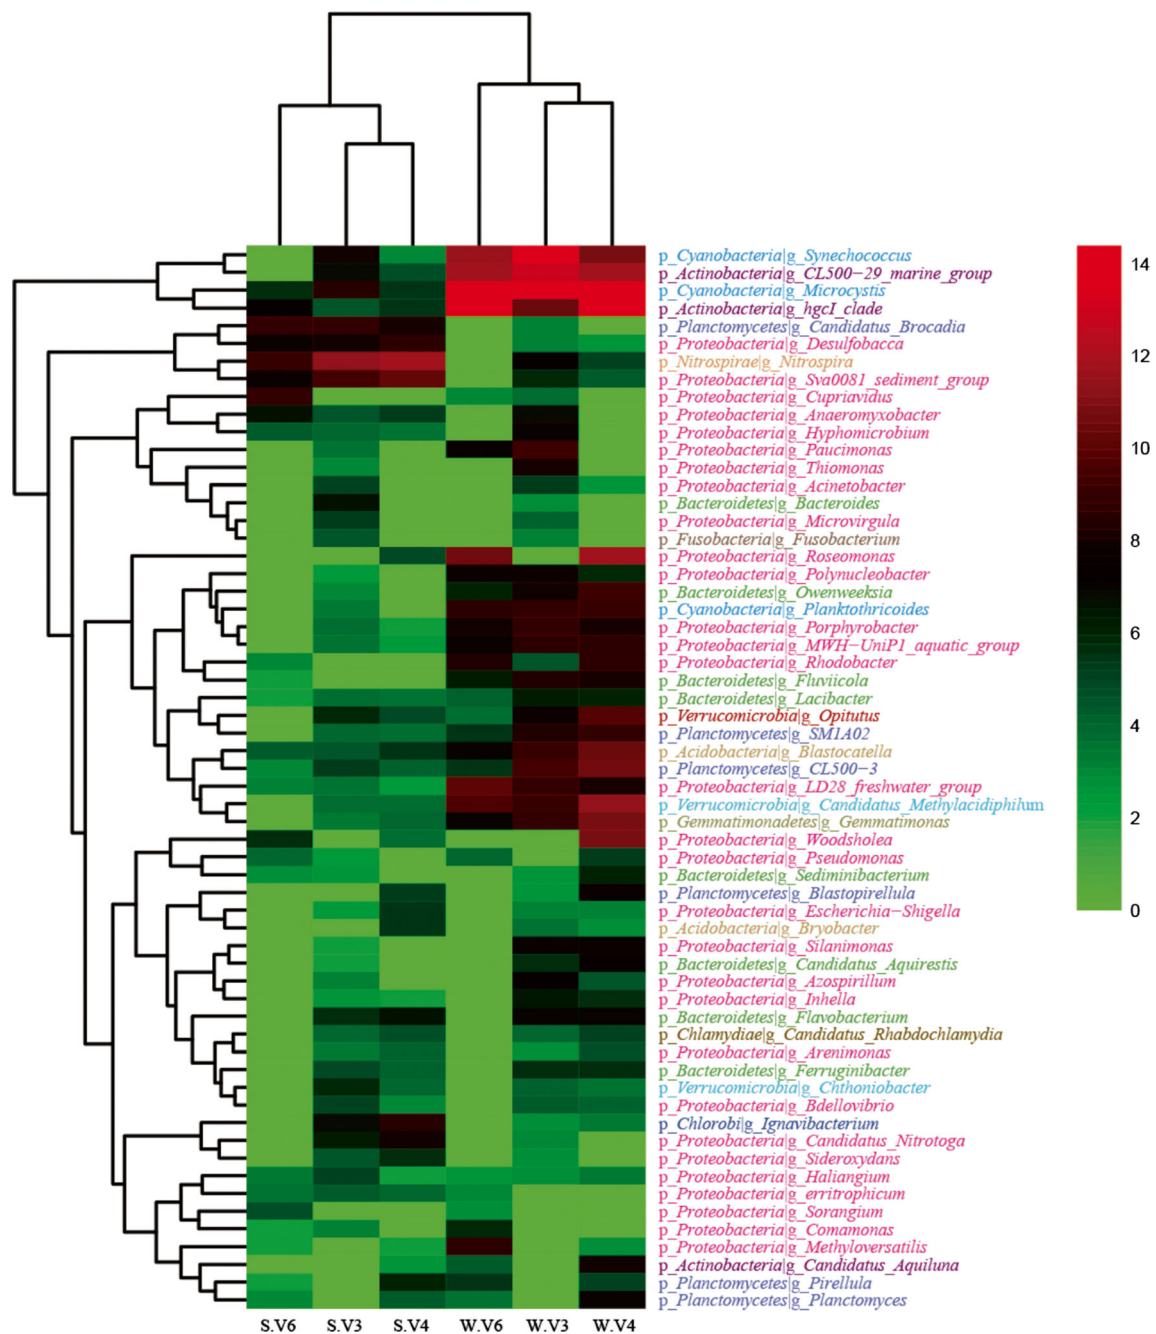 p_Cyanobacteria|g_Synechococcus
p_Actinobacteria|g_CL500−29_marine_group
p_Cyanobacteria|g_Microcystis
p_Actinobacteria|g_hgcI_clade
p_Planctomycetes|g_Candidatus_Brocadia
p_Proteobacteria|g_Desulfobacca
p_Nitrospirae|g_Nitrospira
p_Proteobacteria|g_Sva0081_sediment_group
p_Proteobacteria|g_Cupriavidus
p_Proteobacteria|g_Anaeromyxobacter
p_Proteobacteria|g_Hyphomicrobium
p_Proteobacteria|g_Paucimonas
p_Proteobacteria|g_Thiomonas
p_Proteobacteria|g_Acinetobacter
p_Bacteroidetes|g_Bacteroides
p_Proteobacteria|g_Microvirgula
p_Fusobacteria|g_Fusobacterium
p_Proteobacteria|g_Roseomonas
p_Proteobacteria|g_Polynucleobacter
p_Bacteroidetes|g_Owenweeksia
p_Cyanobacteria|g_Planktothricoides
p_Proteobacteria|g_Porphyrobacter
p_Proteobacteria|g_MWH−UniP1_aquatic_group
p_Proteobacteria|g_Rhodobacter
p_Bacteroidetes|g_Fluviicola
p_Bacteroidetes|g_Lacibacter
p_Verrucomicrobia|g_Opitutus
p_Planctomycetes|g_SM1A02
p_Acidobacteria|g_Blastocatella
p_Planctomycetes|g_CL500−3
p_Proteobacteria|g_LD28_freshwater_group
p_Verrucomicrobia|g_Candidatus_Methylacidiphilum
p_Gemmatimonadetes|g_Gemmatimonas
p_Proteobacteria|g_Woodsholea
p_Proteobacteria|g_Pseudomonas
p_Bacteroidetes|g_Sediminibacterium
p_Planctomycetes|g_Blastopirellula
p_Proteobacteria|g_Escherichia−Shigella
p_Acidobacteria|g_Bryobacter
p_Proteobacteria|g_Silanimonas
p_Bacteroidetes|g_Candidatus_Aquirestis
p_Proteobacteria|g_Azospirillum
p_Proteobacteria|g_Inhella
p_Bacteroidetes|g_Flavobacterium
p_Chlamydiae|g_Candidatus_Rhabdochlamydia
p_Proteobacteria|g_Arenimonas
p_Bacteroidetes|g_Ferruginibacter
p_Verrucomicrobia|g_Chthoniobacter
p_Proteobacteria|g_Bdellovibrio
p_Chlorobi|g_Ignavibacterium
p_Proteobacteria|g_Candidatus_Nitrotoga
p_Proteobacteria|g_Sideroxydans
p_Proteobacteria|g_Haliangium
p_Proteobacteria|g_erritrophicum
p_Proteobacteria|g_Sorangium
p_Proteobacteria|g_Comamonas
p_Proteobacteria|g_Methyloversatilis
p_Actinobacteria|g_Candidatus_Aquiluna
p_Planctomycetes|g_Pirellula
p_Planctomycetes|g_Planctomyces
S.V6 S.V3 S.V4 W.V6 W.V3 W.V4
14
12
10
8
6
4
2
0